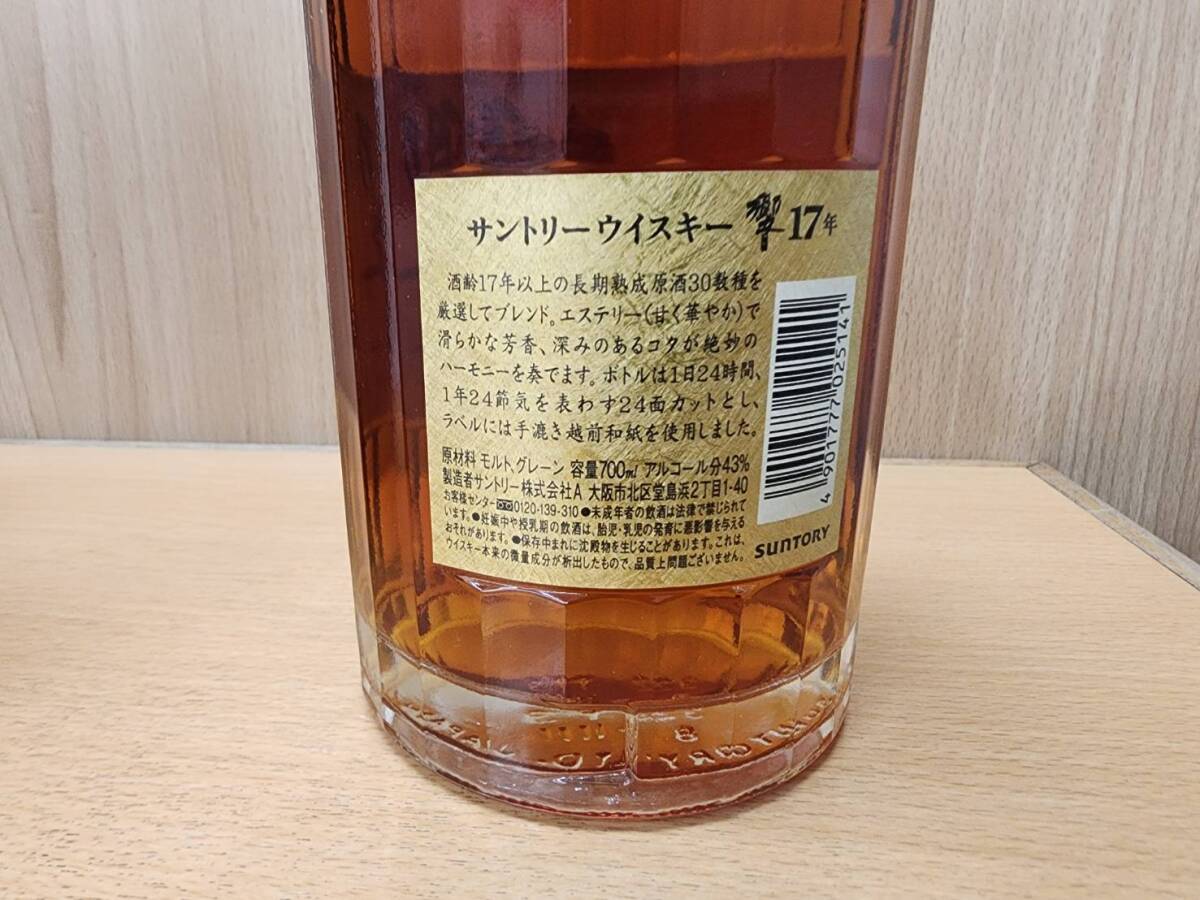 サントリーウイスキー 響 17年
酒齢17年以上の長期熟成原酒30数種を
厳選してブレンド。エステリー(甘く華やか)で
滑らかな芳香、深みのあるコクが絶妙の
ハーモニーを奏でます。ボトルは1日24時間、
1年24節気を表わす24面カットとし、
ラベルには手漉き越前和紙を使用しました。
原材料 モルト、グレーン 容量700ml アルコール分43%
製造者サントリー株式会社A 大阪市北区堂島浜2丁目1-40
お客様センター 0120-139-310 ●未成年者の飲酒は法律で禁じられて
います。●妊娠中や授乳期の飲酒は、胎児・乳児の発育に悪影響を与える
おそれがあります。●保存中まれに沈殿物を生じることがあります。これは、
ウイスキー本来の微量成分が析出したもので、品質上問題ございません。
4 901777 025141
SUNTORY